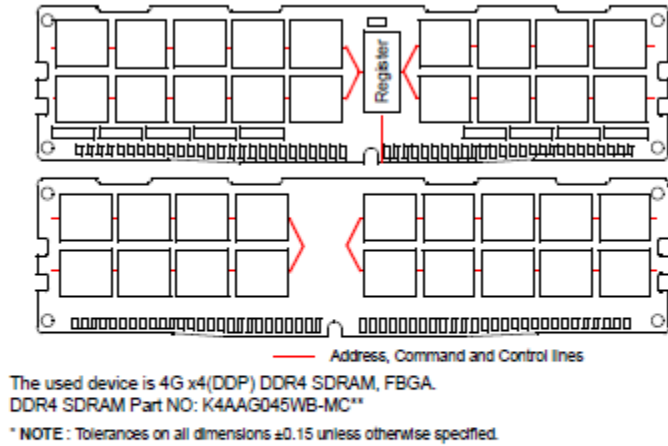 Register
Address, Command and Control lines
The used device is 4G x4(DDP) DDR4 SDRAM, FBGA.
DDR4 SDRAM Part NO: K4AAG045WB-MC**
* NOTE : Tolerances on all dimensions ±0.15 unless otherwise specified.